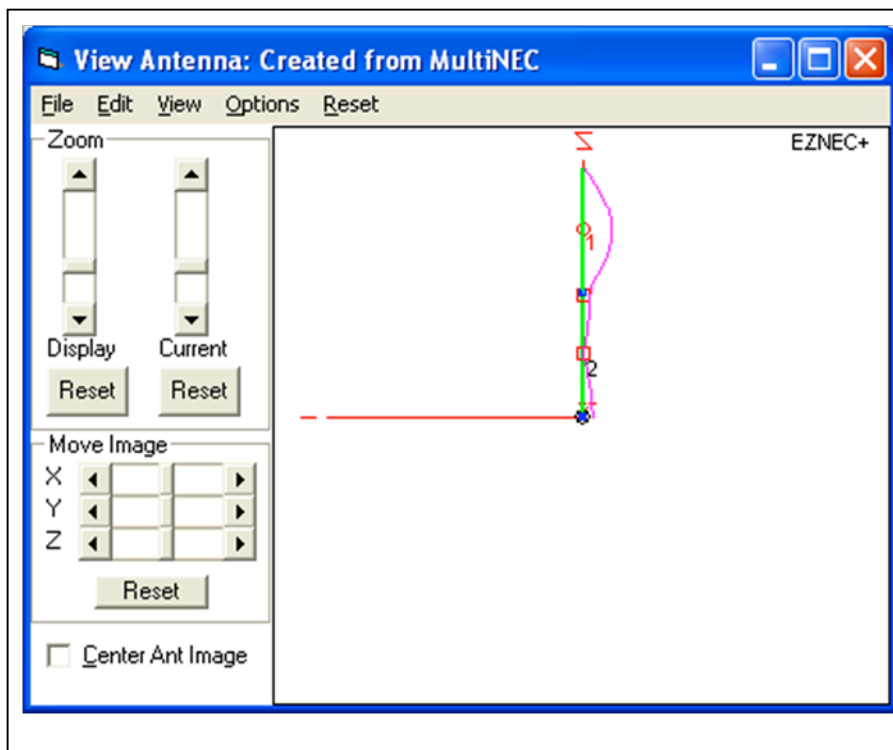 View Antenna: Created from MultiNEC
File Edit View Options Reset
Zoom
Display Current
Reset Reset
Move Image
X
Y
Z
Reset
Center Ant Image
EZNEC+
Z
1
2